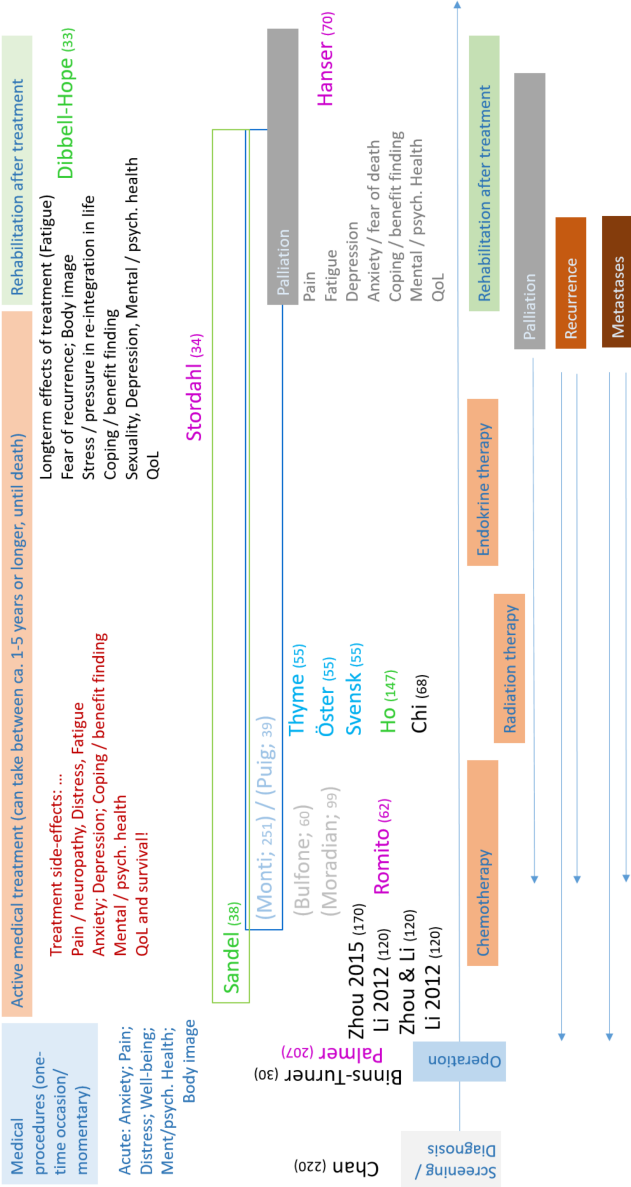 Medical
procedures (one-
time occasion/
momentary)
Active medical treatment (can take between ca. 1-5 years or longer, until death)
Rehabilitation after treatment
Acute: Anxiety; Pain;
Distress; Well-being;
Ment/psych. Health;
Body image
Treatment side-effects: ...
Pain / neuropathy, Distress, Fatigue
Anxiety; Depression; Coping / benefit finding
Mental / psych. health
QoL and survival!
Longterm effects of treatment (Fatigue)
Fear of recurrence; Body image
Stress / pressure in re-integration in life
Coping / benefit finding
Sexuality, Depression, Mental / psych. health
QoL
Dibbell-Hope (33)
Stordahl (34)
Sandel (38)
(Monti; 251) / (Puig; 39)
(Bulfone; 60)
(Moradian; 99)
Romito (62)
Thyme (55)
Öster (55)
Svensk (55)
Ho (147)
Chi (68)
Palliation
Pain
Fatigue
Depression
Anxiety / fear of death
Coping / benefit finding
Mental / psych. Health
QoL
Hanser (70)
Chan (220)
Binns-Turner (30)
Palmer (207)
Zhou 2015 (170)
Li 2012 (120)
Zhou & Li (120)
Li 2012 (120)
Screening /
Diagnosis
Operation
Chemotherapy
Radiation therapy
Endokrine therapy
Rehabilitation after treatment
Palliation
Recurrence
Metastases